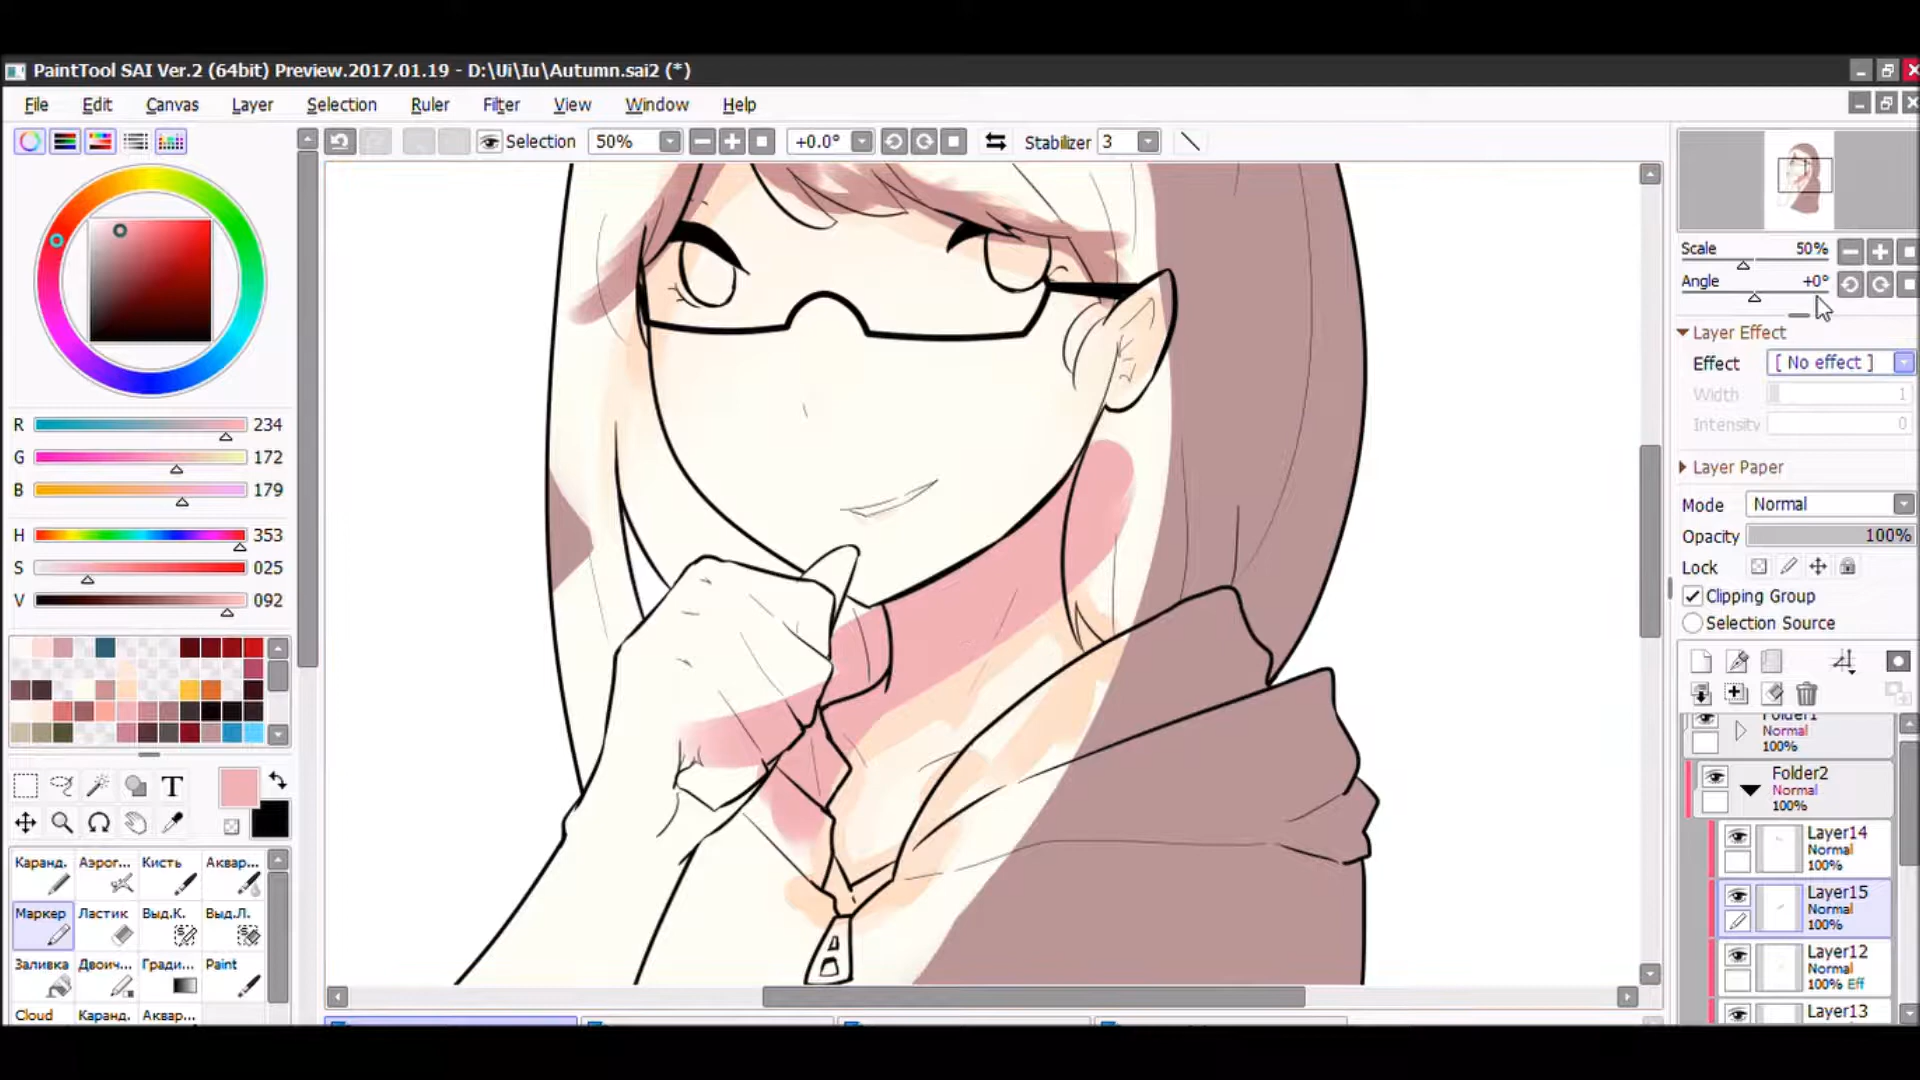 PaintTool SAI Ver.2 (64bit) Preview.2017.01.19 - D:\Ui\Iu\Autumn.sai2 (*)
File Edit Canvas Layer Selection Ruler Filter View Window Help
Selection 50% +0.0° Stabilizer 3
Scale 50%
Angle +0°
Layer Effect
Effect [ No effect ]
Width 1
Intensity 0
Layer Paper
Mode Normal
Opacity 100%
Lock
Clipping Group
Selection Source
R 234
G 172
B 179
H 353
S 025
V 092
T
Каранд. Аэрог... Кисть Аквар...
Маркер Ластик Выд.К. Выд.Л.
Заливка Двоич... Гради... Paint
Cloud Каранд. Аквар...
Folder1
Normal
100%
Folder2
Normal
100%
Layer14
Normal
100%
Layer15
Normal
100%
Layer12
Normal
100% Eff
Layer13